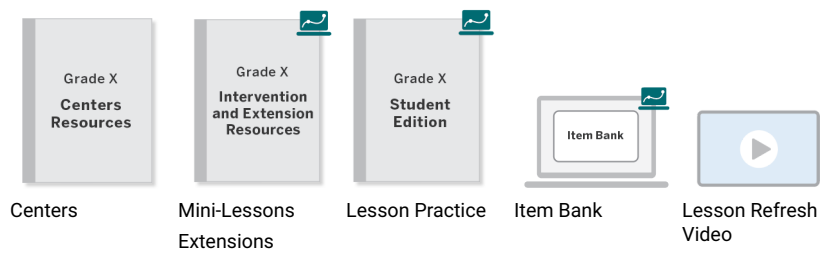 Grade X
Centers
Resources
Grade X
Intervention
and Extension
Resources
Grade X
Student
Edition
Item Bank
Centers
Mini-Lessons
Extensions
Lesson Practice
Item Bank
Lesson Refresh
Video